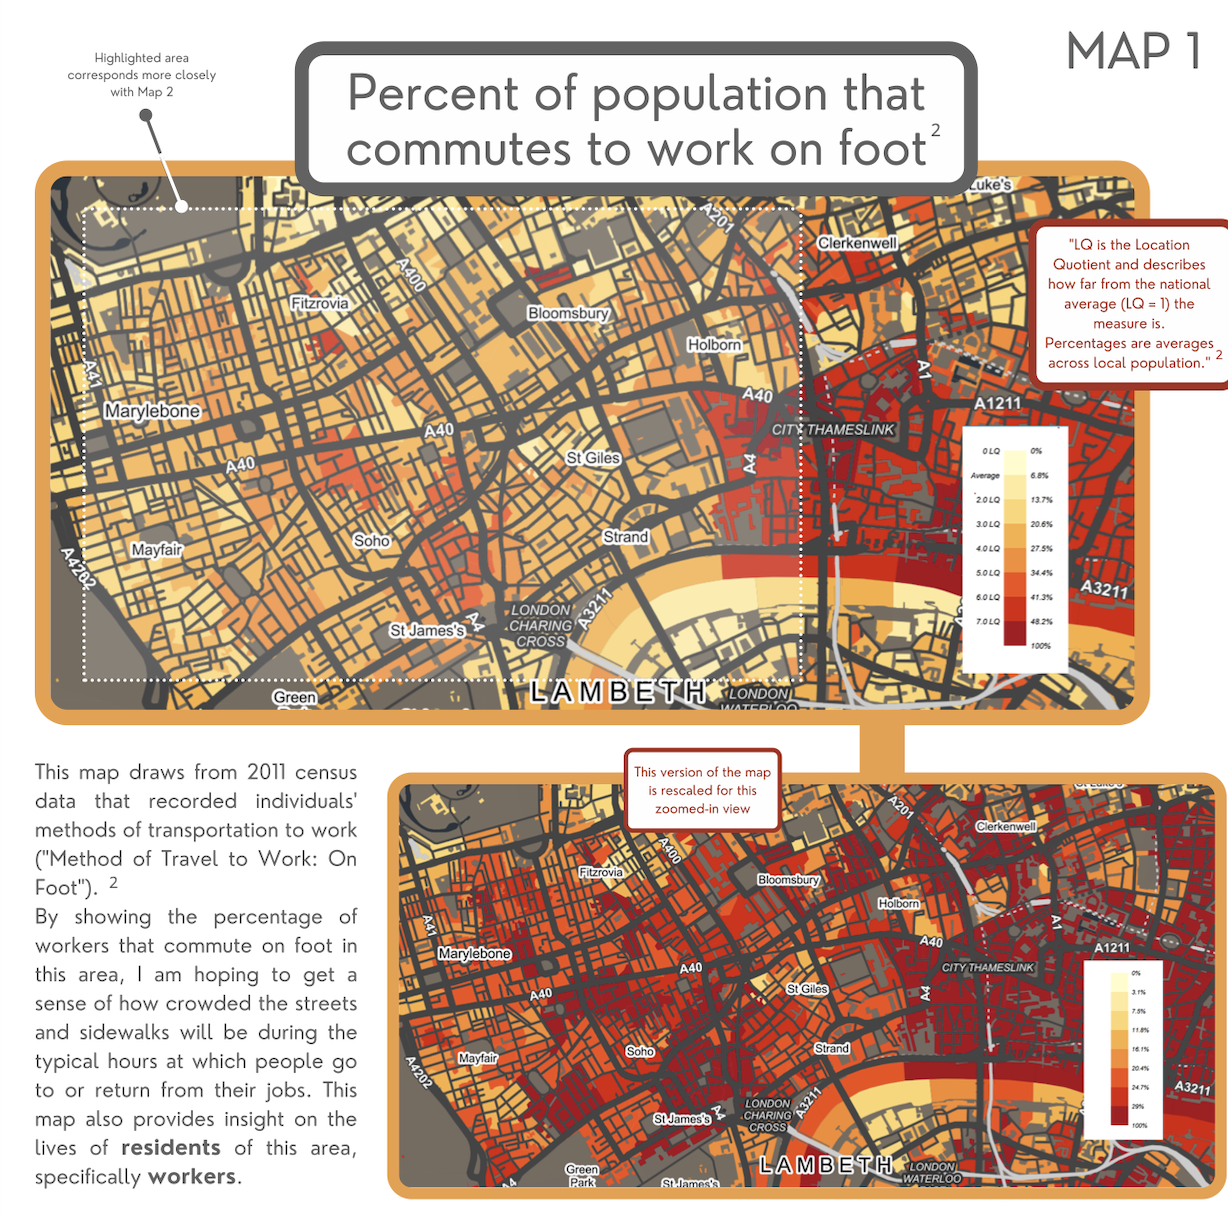 MAP 1
Highlighted area
corresponds more closely
with Map 2
Percent of population that
commutes to work on foot 2
Luke's
A201
Clerkenwell
A400
Fitzrovia
Bloomsbury
Holborn
A41
A1
Marylebone
A40
A1211
A40
CITY THAMESLINK
A40
St Giles
A4
Mayfair
Soho
Strand
A4202
A3211
A3211
LONDON
CHARING
CROSS
St James's
A4
Green
LAMBETH
LONDON
WATERLOO
"LQ is the Location
Quotient and describes
how far from the national
average (LQ = 1) the
measure is.
Percentages are averages
across local population." 2
0 LQ 0%
Average 6.8%
2.0 LQ 13.7%
3.0 LQ 20.6%
4.0 LQ 27.5%
5.0 LQ 34.4%
6.0 LQ 41.3%
7.0 LQ 48.2%
100%
This map draws from 2011 census
data that recorded individuals'
methods of transportation to work
("Method of Travel to Work: On
Foot"). 2
By showing the percentage of
workers that commute on foot in
this area, I am hoping to get a
sense of how crowded the streets
and sidewalks will be during the
typical hours at which people go
to or return from their jobs. This
map also provides insight on the
lives of residents of this area,
specifically workers.
This version of the map
is rescaled for this
zoomed-in view
St Luke's
A201
Clerkenwell
A400
Fitzrovia
Bloomsbury
Holborn
A41
A1
Marylebone
A40
A1211
A40
CITY THAMESLINK
A40
St Giles
A4
Mayfair
Soho
Strand
A4202
A3211
A3211
LONDON
CHARING
CROSS
St James's
A4
Green
Park
LAMBETH
LONDON
WATERLOO
St James's
A4
0%
3.1%
7.5%
11.8%
16.1%
20.4%
24.7%
29%
100%